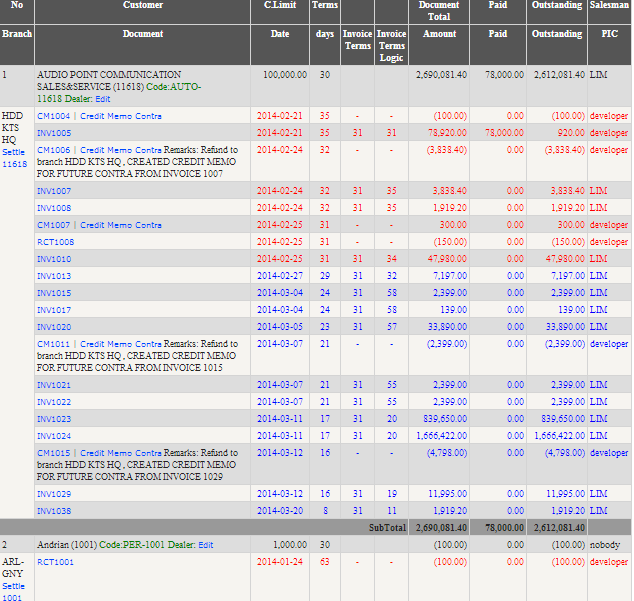 No Customer C.Limit Terms Document Total Paid Outstanding Salesman
Branch Document Date days Invoice Terms Invoice Terms Logic Amount Paid Outstanding PIC
1 AUDIO POINT COMMUNICATION 100,000.00 30 2,690,081.40 78,000.00 2,612,081.40 LIM
SALES&SERVICE (11618) Code:AUTO-
11618 Dealer: Edit
HDD KTS HQ Settle 11618
CM1004 | Credit Memo Contra 2014-02-21 35 - - (100.00) 0.00 (100.00) developer
INV1005 2014-02-21 35 31 31 78,920.00 78,000.00 920.00 developer
CM1006 | Credit Memo Contra Remarks: Refund to 2014-02-24 32 - - (3,838.40) 0.00 (3,838.40) developer
branch HDD KTS HQ , CREATED CREDIT MEMO
FOR FUTURE CONTRA FROM INVOICE 1007
INV1007 2014-02-24 32 31 35 3,838.40 0.00 3,838.40 LIM
INV1008 2014-02-24 32 31 35 1,919.20 0.00 1,919.20 LIM
CM1007 | Credit Memo Contra 2014-02-25 31 - - 300.00 0.00 300.00 developer
RCT1008 2014-02-25 31 - - (150.00) 0.00 (150.00) developer
INV1010 2014-02-25 31 31 34 47,980.00 0.00 47,980.00 LIM
INV1013 2014-02-27 29 31 32 7,197.00 0.00 7,197.00 LIM
INV1015 2014-03-04 24 31 58 2,399.00 0.00 2,399.00 LIM
INV1017 2014-03-04 24 31 58 139.00 0.00 139.00 LIM
INV1020 2014-03-05 23 31 57 33,890.00 0.00 33,890.00 LIM
CM1011 | Credit Memo Contra Remarks: Refund to 2014-03-07 21 - - (2,399.00) 0.00 (2,399.00) developer
branch HDD KTS HQ , CREATED CREDIT MEMO
FOR FUTURE CONTRA FROM INVOICE 1015
INV1021 2014-03-07 21 31 55 2,399.00 0.00 2,399.00 LIM
INV1022 2014-03-07 21 31 55 2,399.00 0.00 2,399.00 LIM
INV1023 2014-03-11 17 31 20 839,650.00 0.00 839,650.00 LIM
INV1024 2014-03-11 17 31 20 1,666,422.00 0.00 1,666,422.00 LIM
CM1015 | Credit Memo Contra Remarks: Refund to 2014-03-12 16 - - (4,798.00) 0.00 (4,798.00) developer
branch HDD KTS HQ , CREATED CREDIT MEMO
FOR FUTURE CONTRA FROM INVOICE 1029
INV1029 2014-03-12 16 31 19 11,995.00 0.00 11,995.00 LIM
INV1038 2014-03-20 8 31 11 1,919.20 0.00 1,919.20 LIM
SubTotal 2,690,081.40 78,000.00 2,612,081.40
2 Andrian (1001) Code:PER-1001 Dealer: Edit 1,000.00 30 (100.00) 0.00 (100.00) nobody
ARL-GNY Settle 1001
RCT1001 2014-01-24 63 - - (100.00) 0.00 (100.00) developer